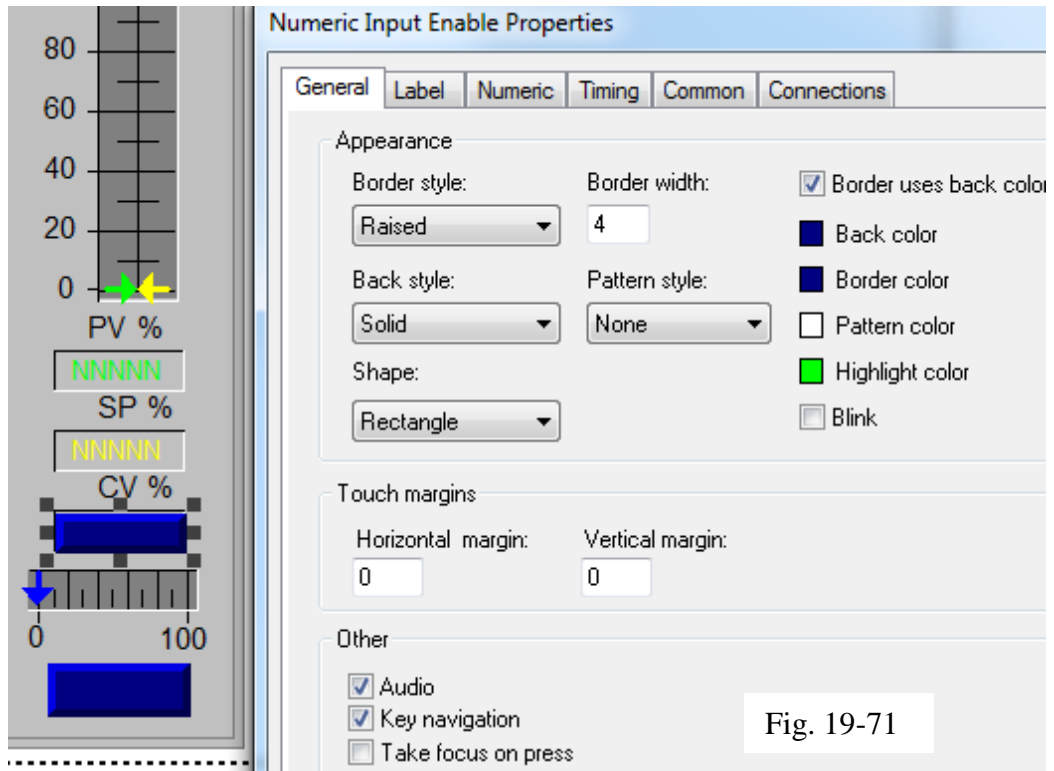 80
60
40
20
0
PV %
NNNNN
SP %
NNNNN
CV %
0 100
Numeric Input Enable Properties
General Label Numeric Timing Common Connections
Appearance
Border style: Border width: Border uses back color
Raised 4 Back color
Back style: Pattern style: Border color
Solid None Pattern color
Shape: Highlight color
Rectangle Blink
Touch margins
Horizontal margin: Vertical margin:
0 0
Other
Audio
Key navigation
Take focus on press
Fig. 19-71